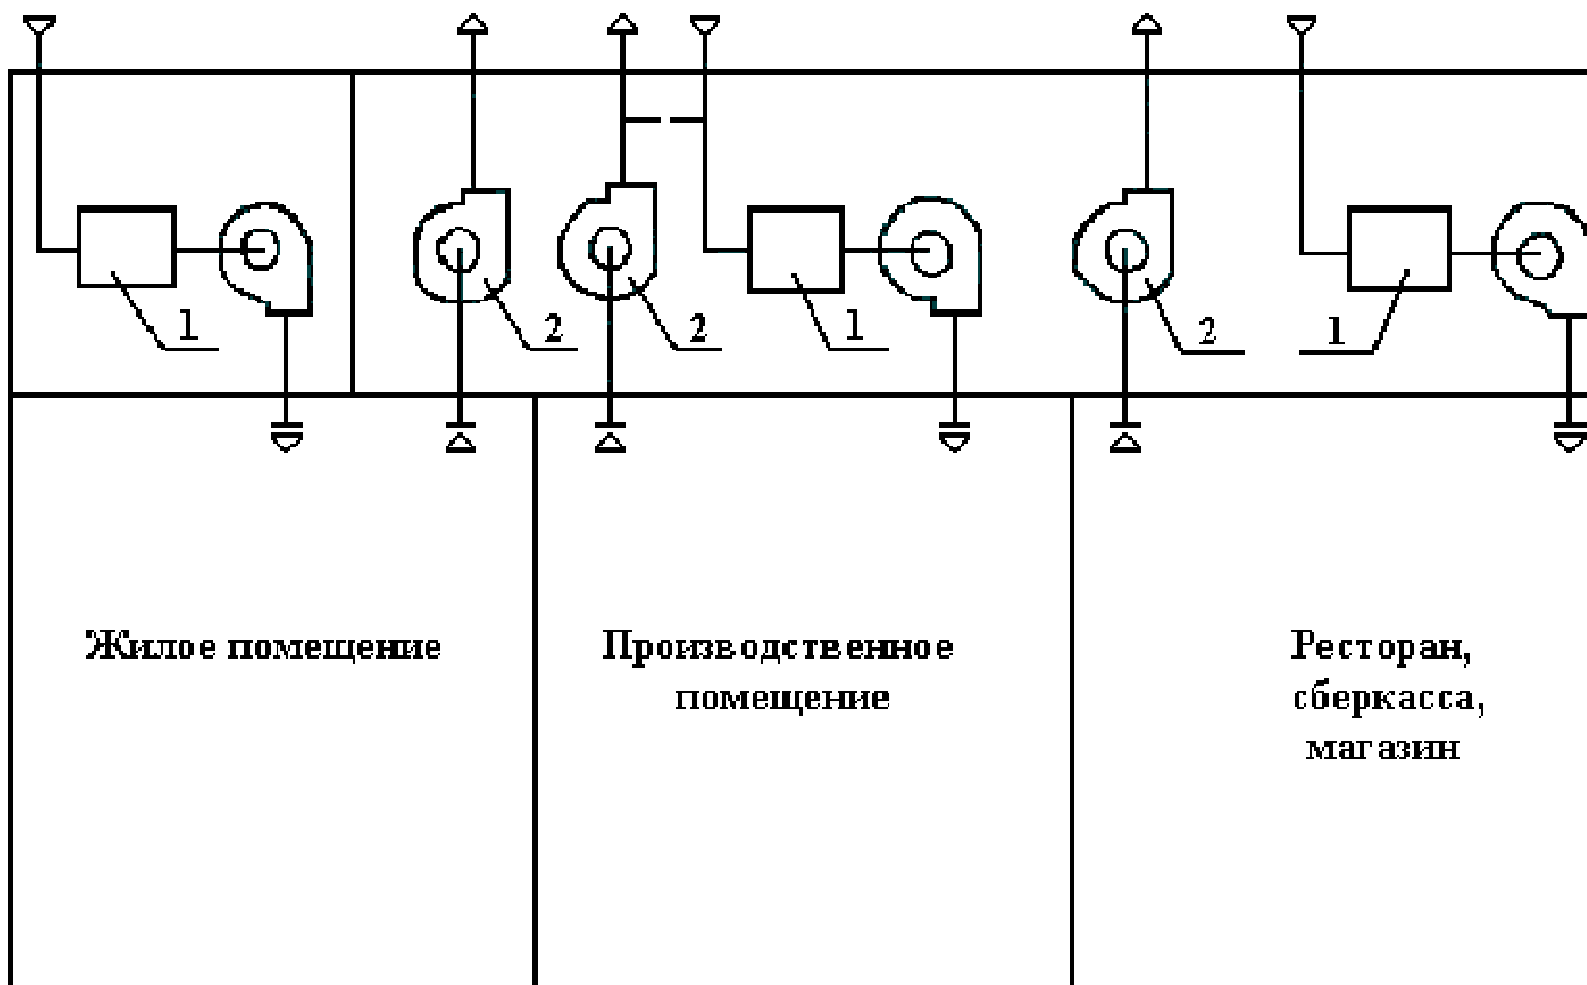 1
2
2
1
2
1
Жилое помещение
Производственное
помещение
Ресторан,
сберкасса,
магазин